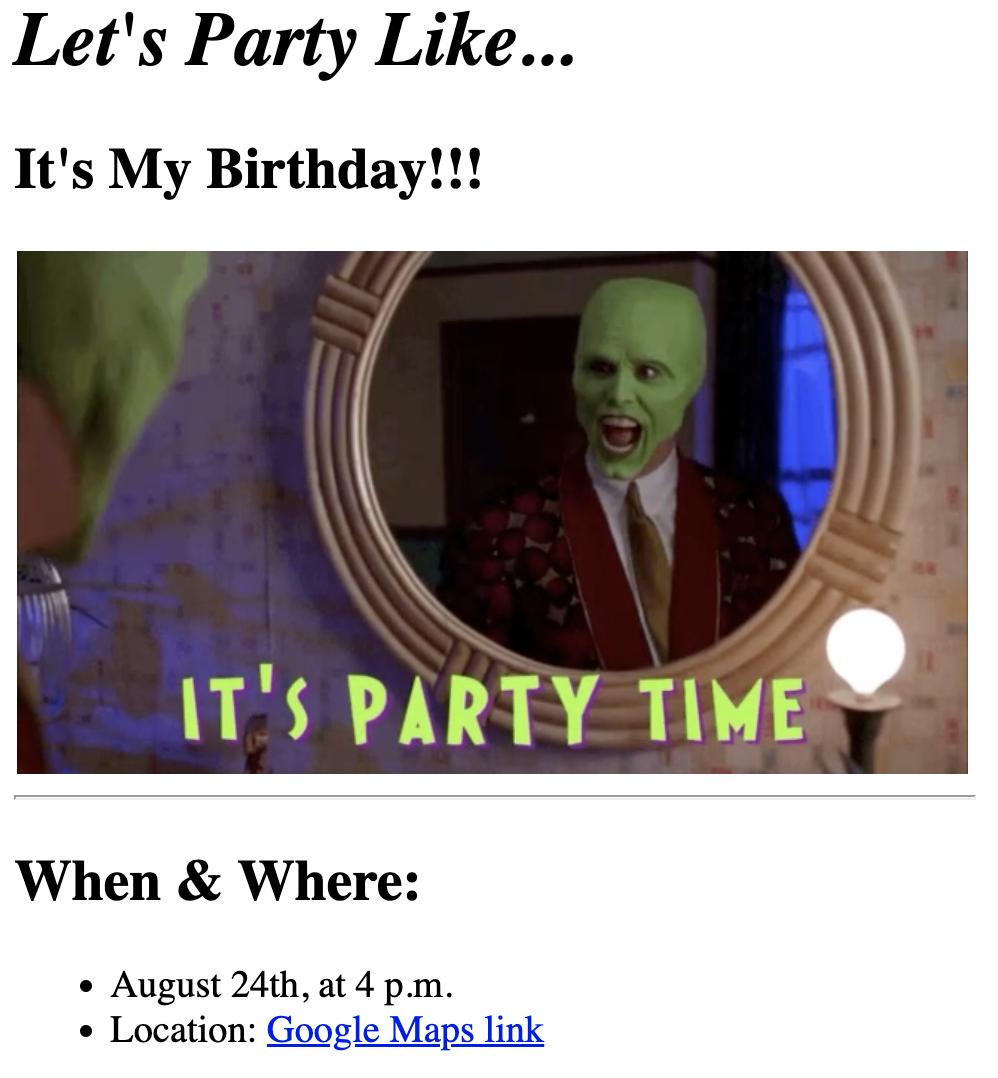 Let's Party Like...
It's My Birthday!!!
IT'S PARTY TIME
When & Where:
• August 24th, at 4 p.m.
• Location: Google Maps link